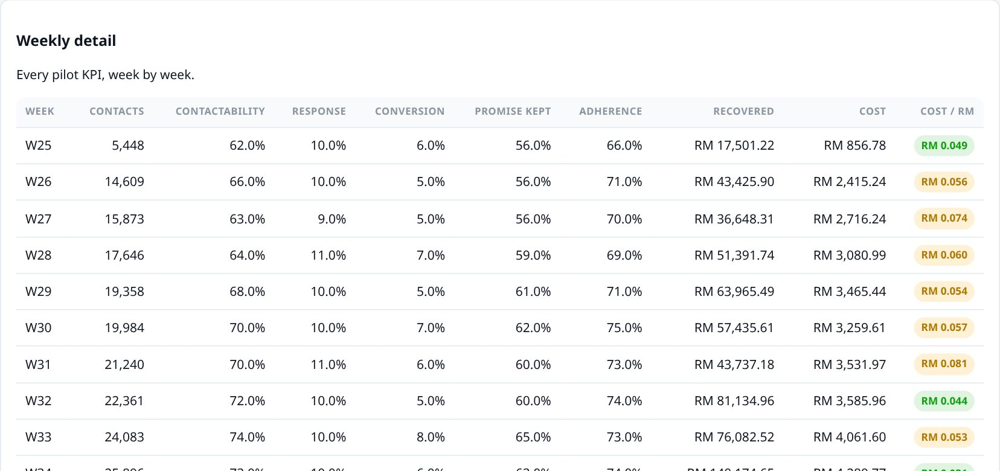 Weekly detail
Every pilot KPI, week by week.
WEEK CONTACTS CONTACTABILITY RESPONSE CONVERSION PROMISE KEPT ADHERENCE RECOVERED COST COST / RM
W25 5,448 62.0% 10.0% 6.0% 56.0% 66.0% RM 17,501.22 RM 856.78 RM 0.049
W26 14,609 66.0% 10.0% 5.0% 56.0% 71.0% RM 43,425.90 RM 2,415.24 RM 0.056
W27 15,873 63.0% 9.0% 5.0% 56.0% 70.0% RM 36,648.31 RM 2,716.24 RM 0.074
W28 17,646 64.0% 11.0% 7.0% 59.0% 69.0% RM 51,391.74 RM 3,080.99 RM 0.060
W29 19,358 68.0% 10.0% 5.0% 61.0% 71.0% RM 63,965.49 RM 3,465.44 RM 0.054
W30 19,984 70.0% 10.0% 7.0% 62.0% 75.0% RM 57,435.61 RM 3,259.61 RM 0.057
W31 21,240 70.0% 11.0% 6.0% 60.0% 73.0% RM 43,737.18 RM 3,531.97 RM 0.081
W32 22,361 72.0% 10.0% 5.0% 60.0% 74.0% RM 81,134.96 RM 3,585.96 RM 0.044
W33 24,083 74.0% 10.0% 8.0% 65.0% 73.0% RM 76,082.52 RM 4,061.60 RM 0.053